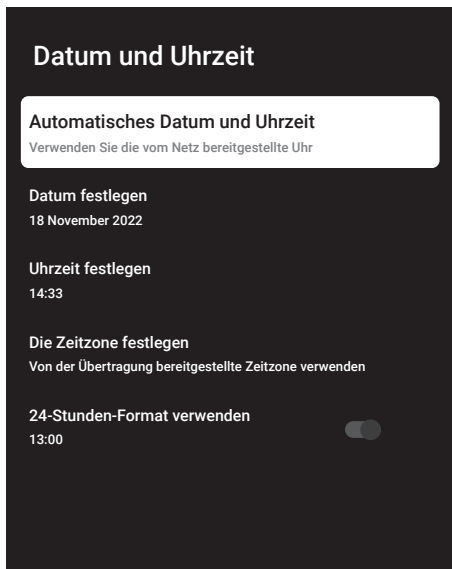 Datum und Uhrzeit
Automatisches Datum und Uhrzeit
Verwenden Sie die vom Netz bereitgestellte Uhr
Datum festlegen
18 November 2022
Uhrzeit festlegen
14:33
Die Zeitzone festlegen
Von der Übertragung bereitgestellte Zeitzone verwenden
24-Stunden-Format verwenden
13:00